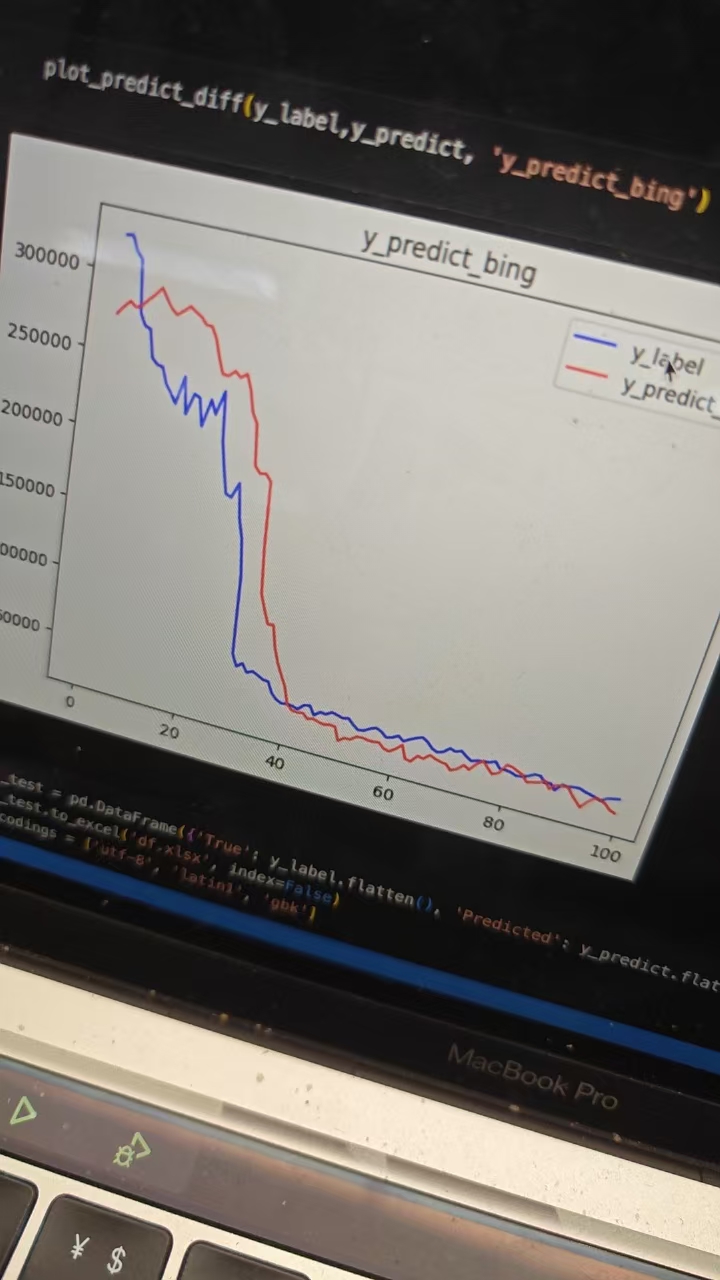 plot_predict_diff(y_label,y_predict, 'y_predict_bing')
y_predict_bing
y_label
y_predict_
300000
250000
200000
150000
00000
50000
0
20
40
60
80
100
_test = pd.DataFrame({'True': y_label.flatten(), 'Predicted': y_predict.flat
_test.to_excel('df.xlsx', index=False)
codings = ['utf-8', 'latin1', 'gbk']
MacBook Pro
¥ $